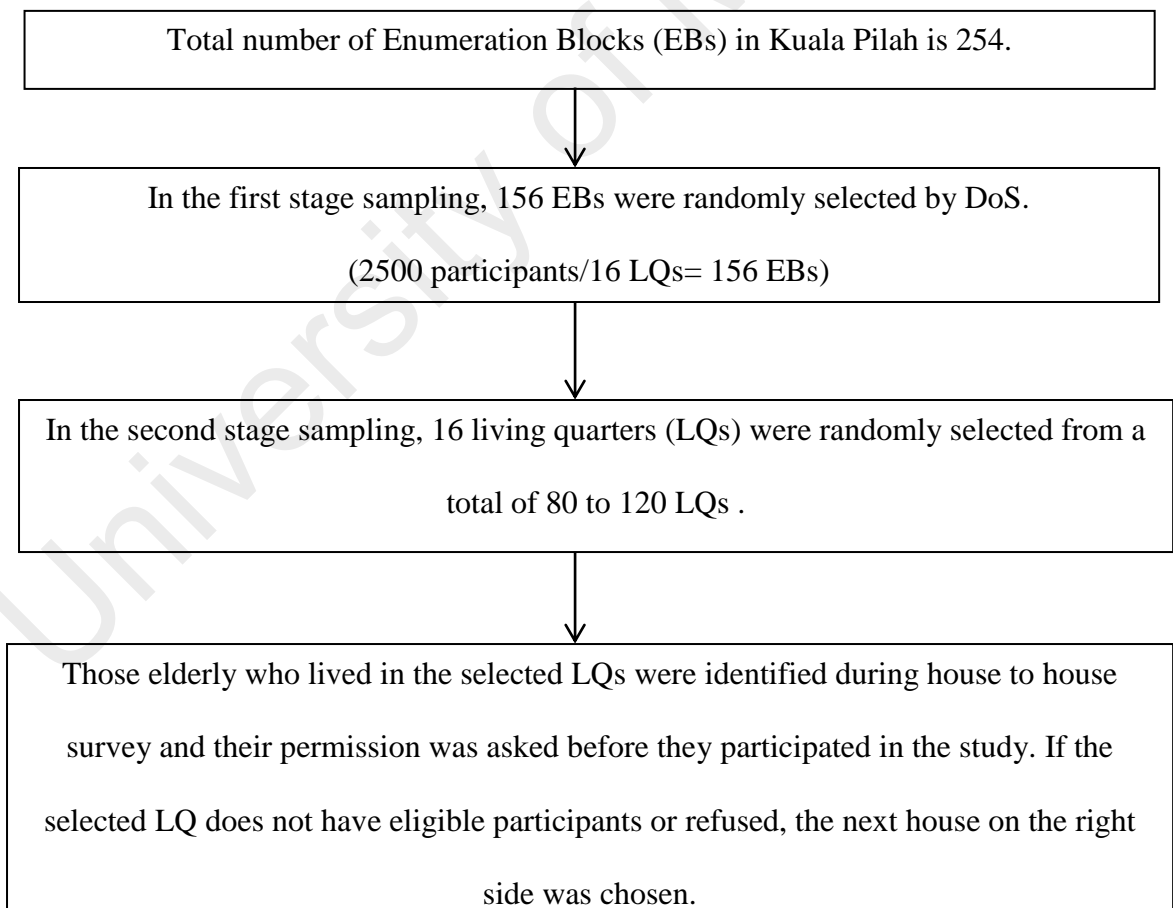 Total number of Enumeration Blocks (EBs) in Kuala Pilah is 254.
In the first stage sampling, 156 EBs were randomly selected by DoS.
(2500 participants/16 LQs= 156 EBs)
In the second stage sampling, 16 living quarters (LQs) were randomly selected from a
total of 80 to 120 LQs .
Those elderly who lived in the selected LQs were identified during house to house
survey and their permission was asked before they participated in the study. If the
selected LQ does not have eligible participants or refused, the next house on the right
side was chosen.
University of